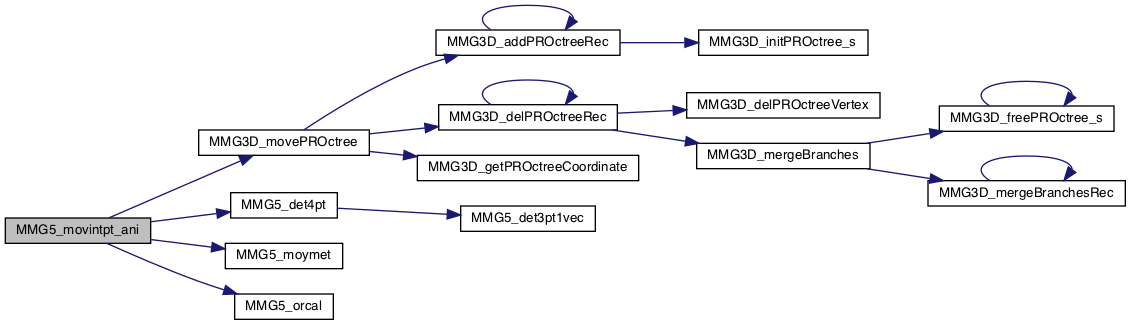 MMG3D_addPROctreeRec
MMG3D_initPROctree_s
MMG3D_delPROctreeRec
MMG3D_delPROctreeVertex
MMG3D_freePROctree_s
MMG3D_movePROctree
MMG3D_mergeBranches
MMG3D_getPROctreeCoordinate
MMG3D_mergeBranchesRec
MMG5_det4pt
MMG5_det3pt1vec
MMG5_movintpt_ani
MMG5_moymet
MMG5_orcal